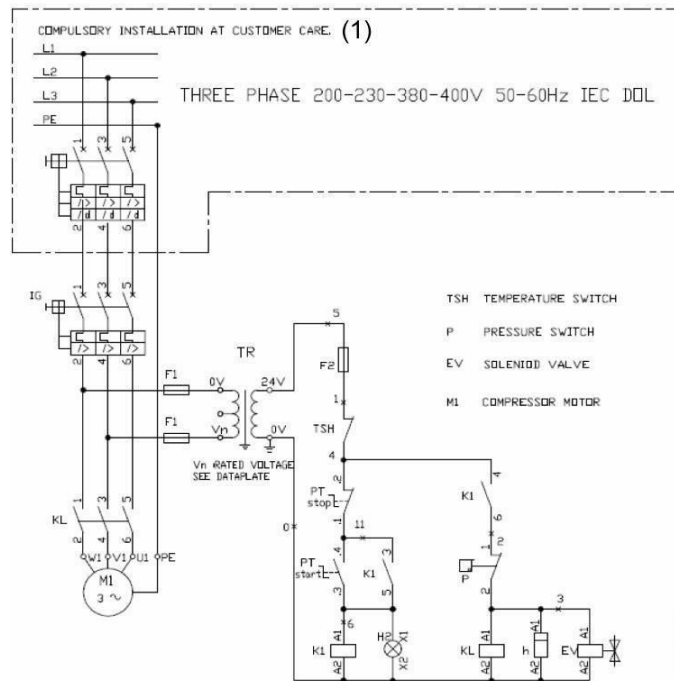 COMPULSORY INSTALLATION AT CUSTOMER CARE. (1)
L1
L2
L3
PE
THREE PHASE 200-230-380-400V 50-60Hz IEC DOL
1 3 5
/> /> />
/d /d /d
2 4 6
IG
1 3 5
/> /> />
2 4 6
TSH TEMPERATURE SWITCH
P PRESSURE SWITCH
EV SOLENIOD VALVE
M1 COMPRESSOR MOTOR
TR
5
F2
F1
0V 24V
1
F1
Vn 0V
TSH
Vn RATED VOLTAGE
SEE DATAPLATE
4
4
.2
K1
PT
stop
6
KL
1 3 5
0
.1
11
1 2
2 4 6
P
W1 V1 U1 PE
.4 3
2
M1
3 ~
PT
start
K1
.3 5
3
6
K1 A1 A2
H2 X1 X2
KL A1 A2
h A1 A2
EV A1 A2